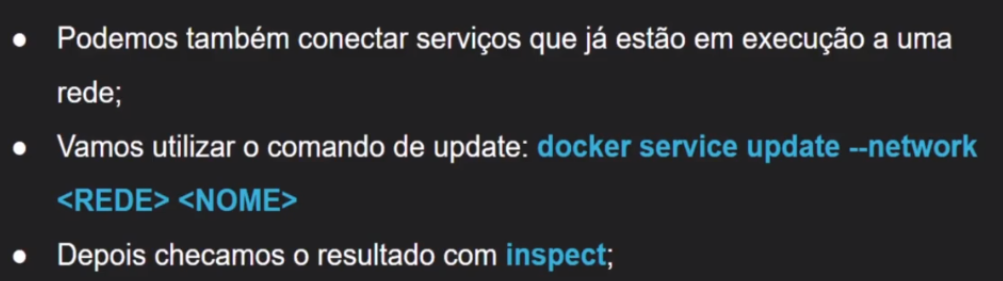 ● Podemos também conectar serviços que já estão em execução a uma
rede;
● Vamos utilizar o comando de update: docker service update --network
<REDE> <NOME>
● Depois checamos o resultado com inspect;